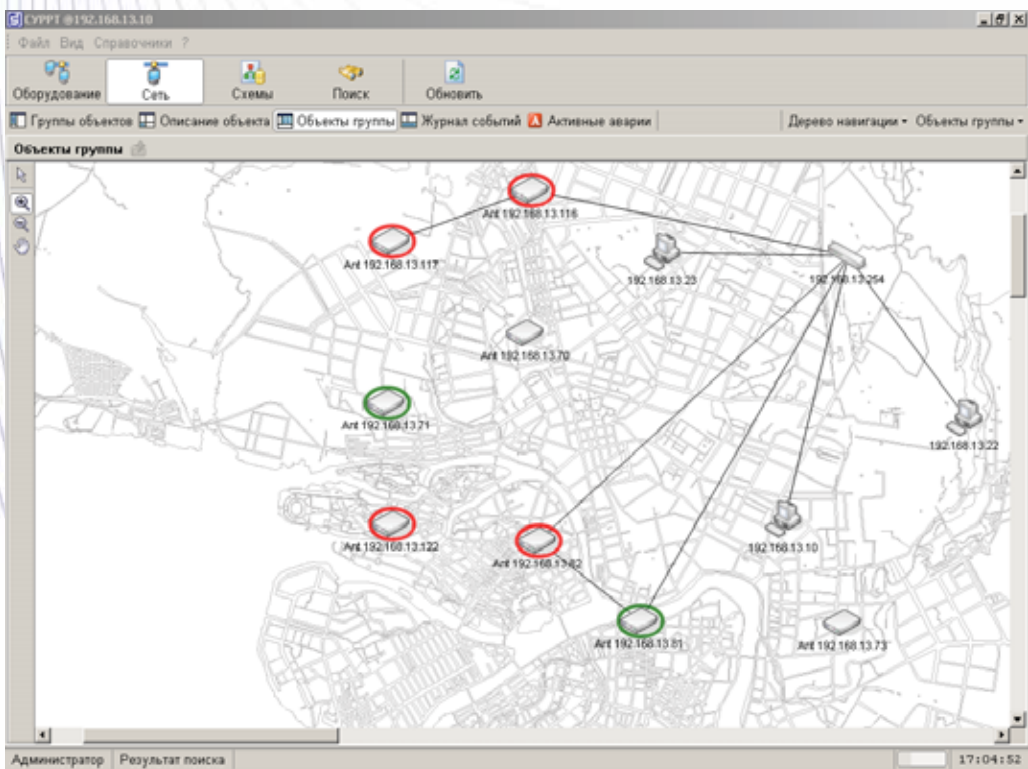 СУРРТ @192.168.13.10
Файл Вид Справочники ?
Оборудование Сеть Схемы Поиск Обновить
Группы объектов Описание объекта Объекты группы Журнал событий Активные аварии Дерево навигации Объекты группы
Объекты группы
Ant 192.168.13.116
Ant 192.168.13.117
192.168.13.23
192.168.13.254
Ant 192.168.13.70
Ant 192.168.13.71
192.168.13.22
Ant 192.168.13.122
192.168.13.10
Ant 192.168.13.82
Ant 192.168.13.81
Ant 192.168.13.73
Администратор Результат поиска 17:04:52